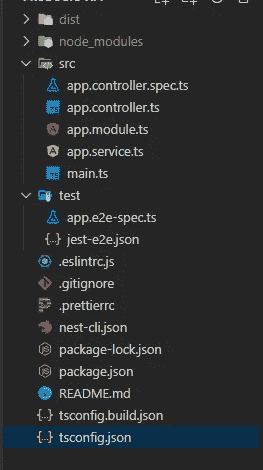 dist
node_modules
src
app.controller.spec.ts
app.controller.ts
app.module.ts
app.service.ts
main.ts
test
app.e2e-spec.ts
{..} jest-e2e.json
.eslintrc.js
.gitignore
.prettierrc
nest-cli.json
package-lock.json
package.json
README.md
{..} tsconfig.build.json
{..} tsconfig.json